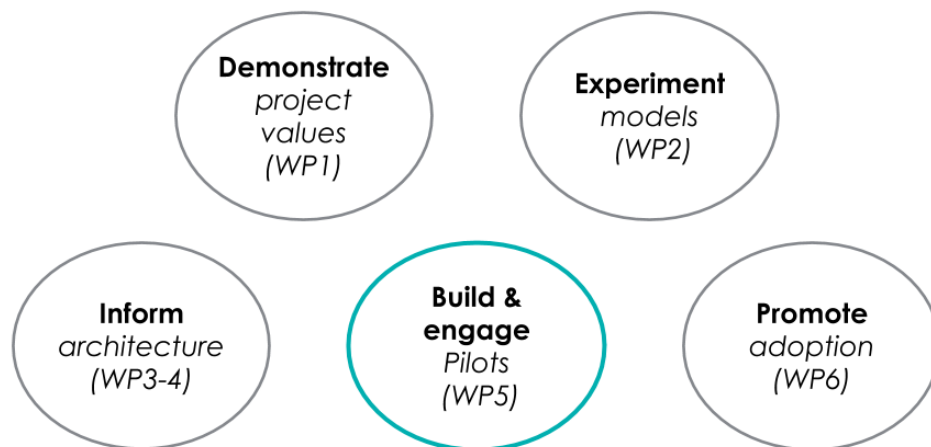 Demonstrate
project
values
(WP1)
Experiment
models
(WP2)
Inform
architecture
(WP3-4)
Build &
engage
Pilots
(WP5)
Promote
adoption
(WP6)